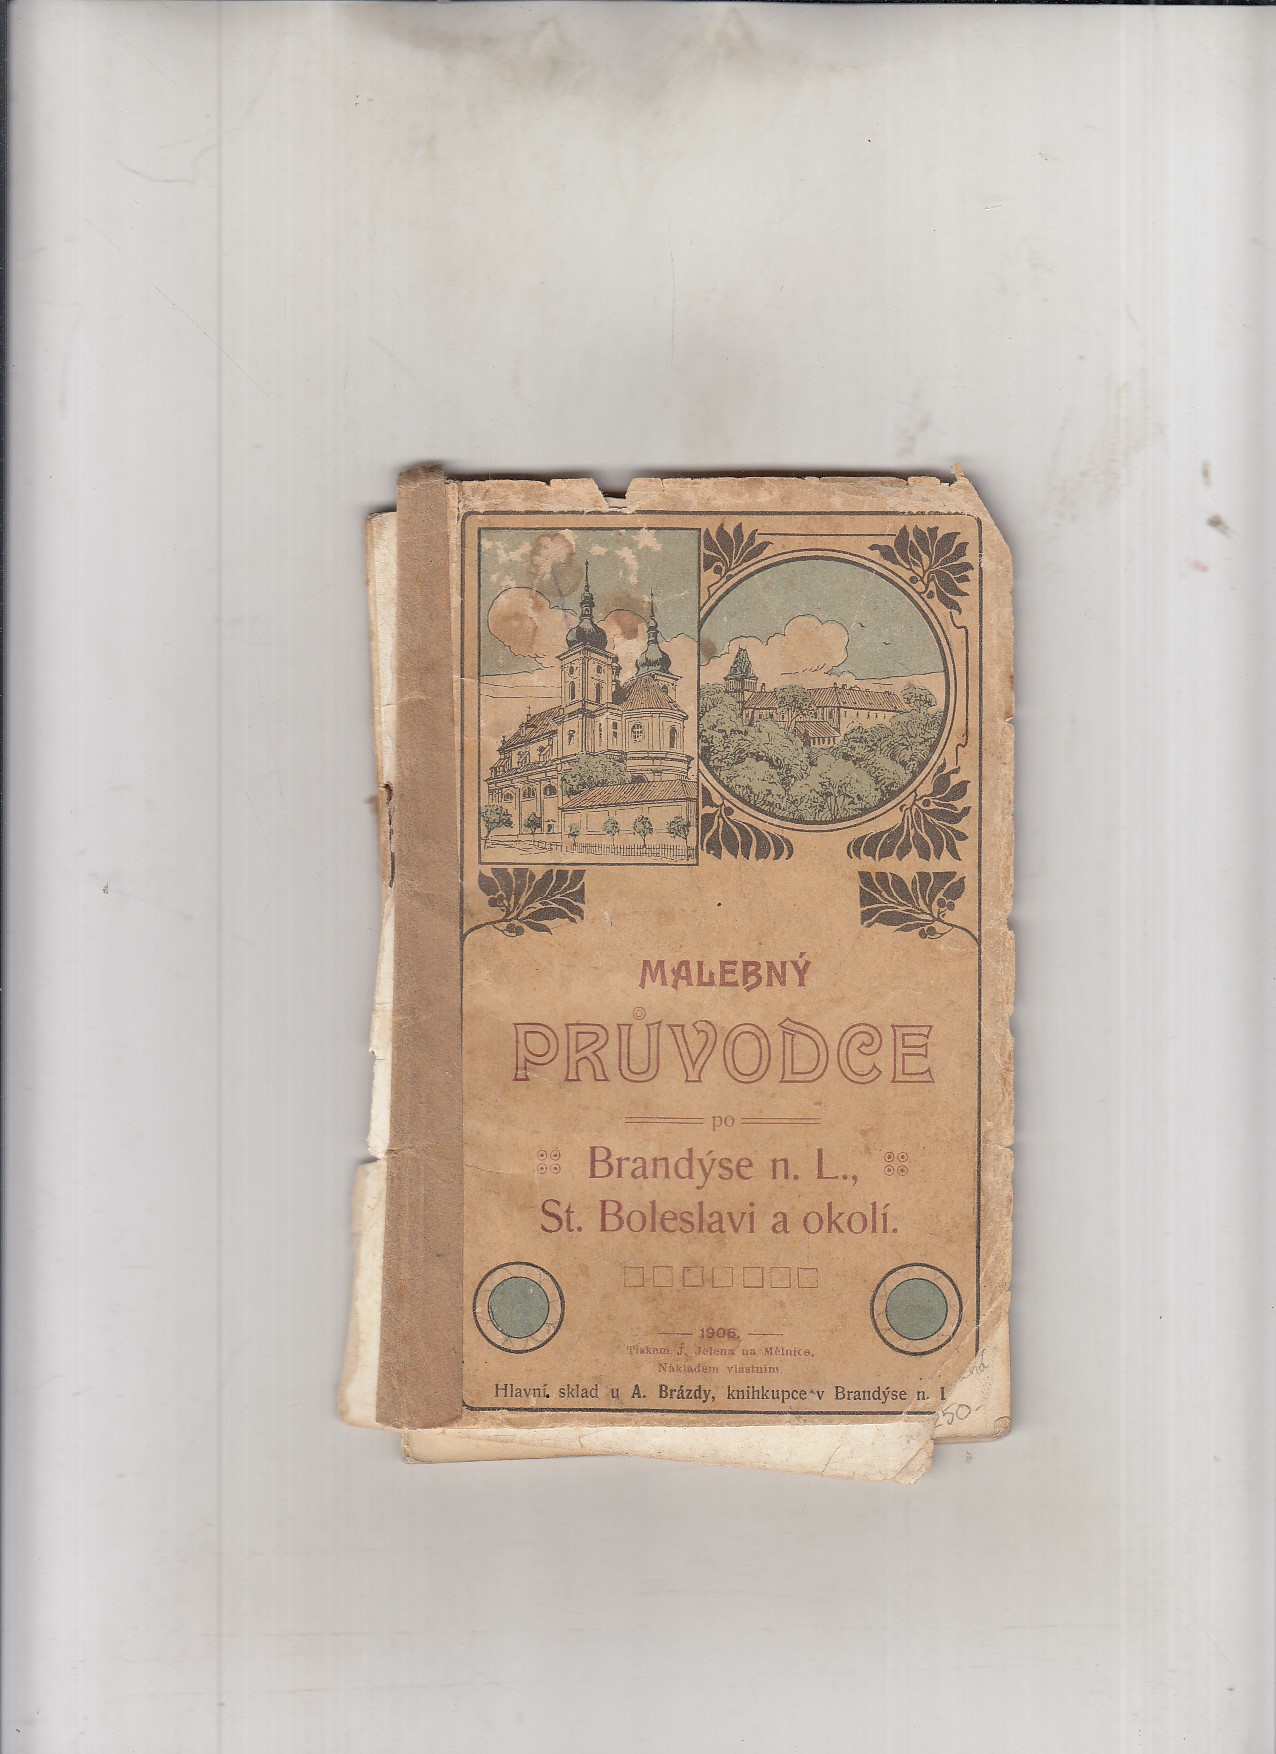 MALEBNÝ
PRŮVODCE
po
Brandýse n. L.,
St. Boleslavi a okolí.
1906.
Tiskem J. Jelena na Mělnice.
Nákladem vlastním.
Hlavní sklad u A. Brázdy, knihkupce v Brandýse n. L
250-